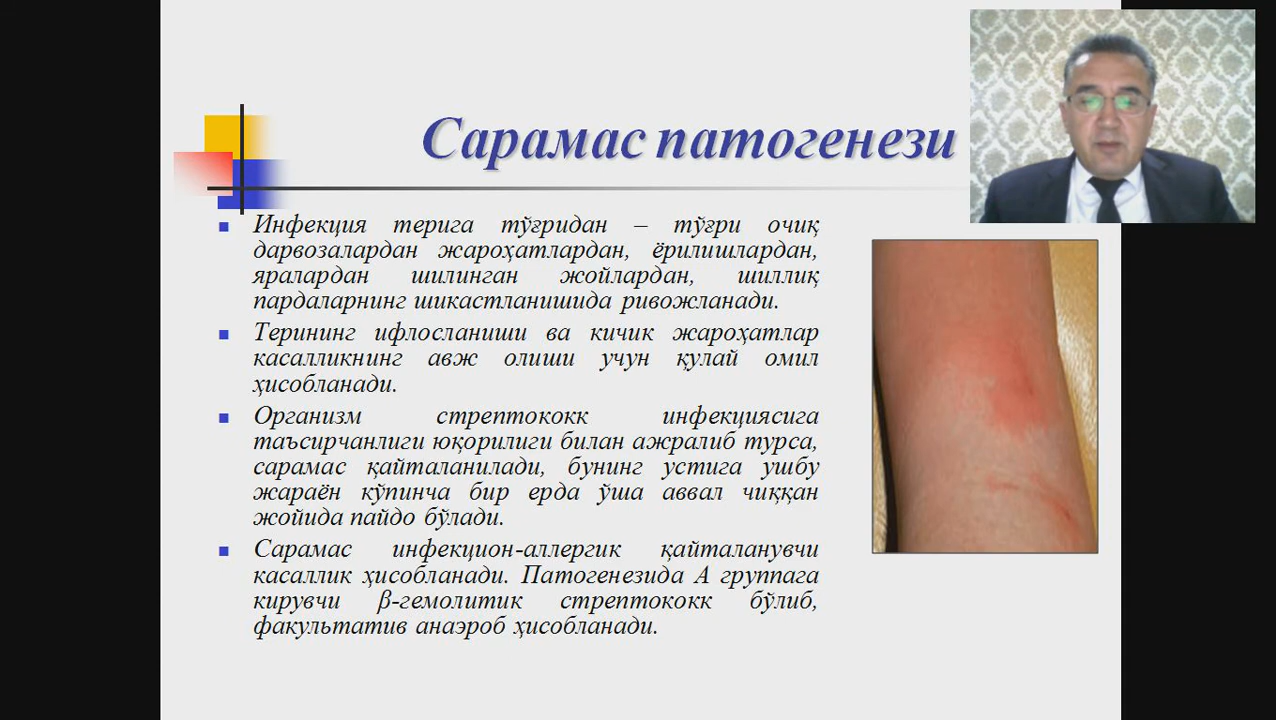 Сарамас патогенези
Инфекция терига тўғридан – тўғри очиқ
дарвозалардан жароҳатлардан, ёрилишлардан,
яралардан шилинган жойлардан, шиллиқ
пардаларнинг шикастланишида ривожланади.
Терининг ифлосланиши ва кичик жароҳатлар
касалликнинг авж олиши учун қулай омил
ҳисобланади.
Организм стрептококк инфекциясига
таъсирчанлиги юқорилиги билан ажралиб турса,
сарамас қайталанилади, бунинг устига ушбу
жараён кўпинча бир ерда ўша аввал чиққан
жойида пайдо бўлади.
Сарамас инфекцион-аллергик қайталанувчи
касаллик ҳисобланади. Патогенезида А группага
кирувчи β-гемолитик стрептококк бўлиб,
факультатив анаэроб ҳисобланади.